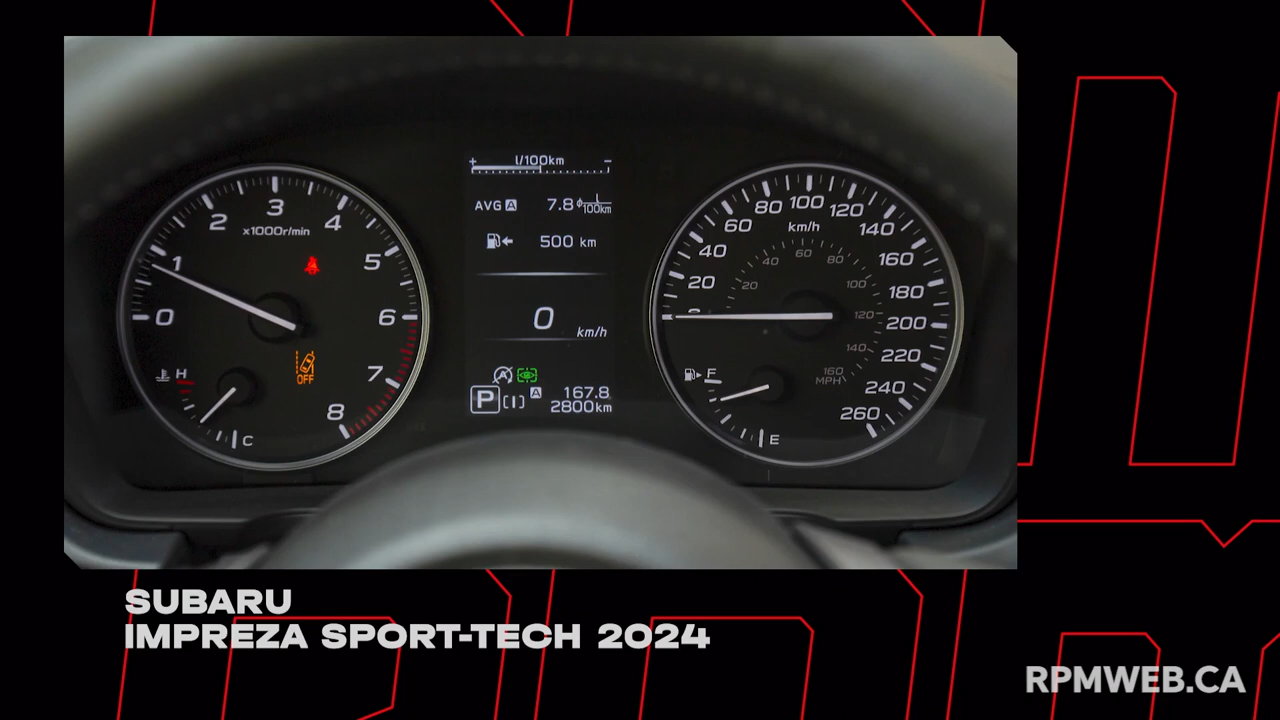 0
1
2
3
4
5
6
7
8
x1000r/min
OFF
H
C
+ l/100km −
AVG A 7.8 L/100km
500 km
0 km/h
A
P [ I ] A 167.8
2800km
20
40
60
80
100
120
140
160
180
200
220
240
260
km/h
20
40
60
80
100
120
140
160
MPH
F
E
SUBARU
IMPREZA SPORT-TECH 2024
RPMWEB.CA